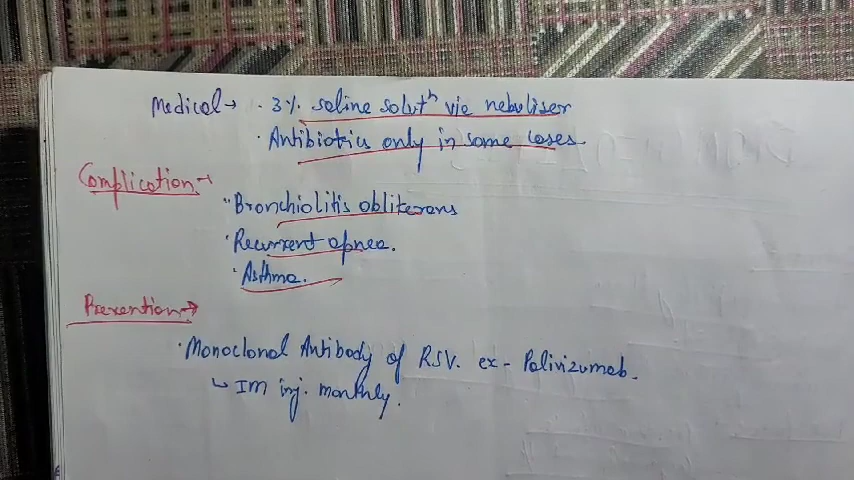 Medical → · 3% saline solutⁿ via nebuliser
· Antibiotics only in some cases.
Complication →
· Bronchiolitis obliterans
· Recurrent apnea.
· Asthma.
Prevention →
· Monoclonal Antibody of RSV. ex - Palivizumab.
↳ IM inj. monthly.